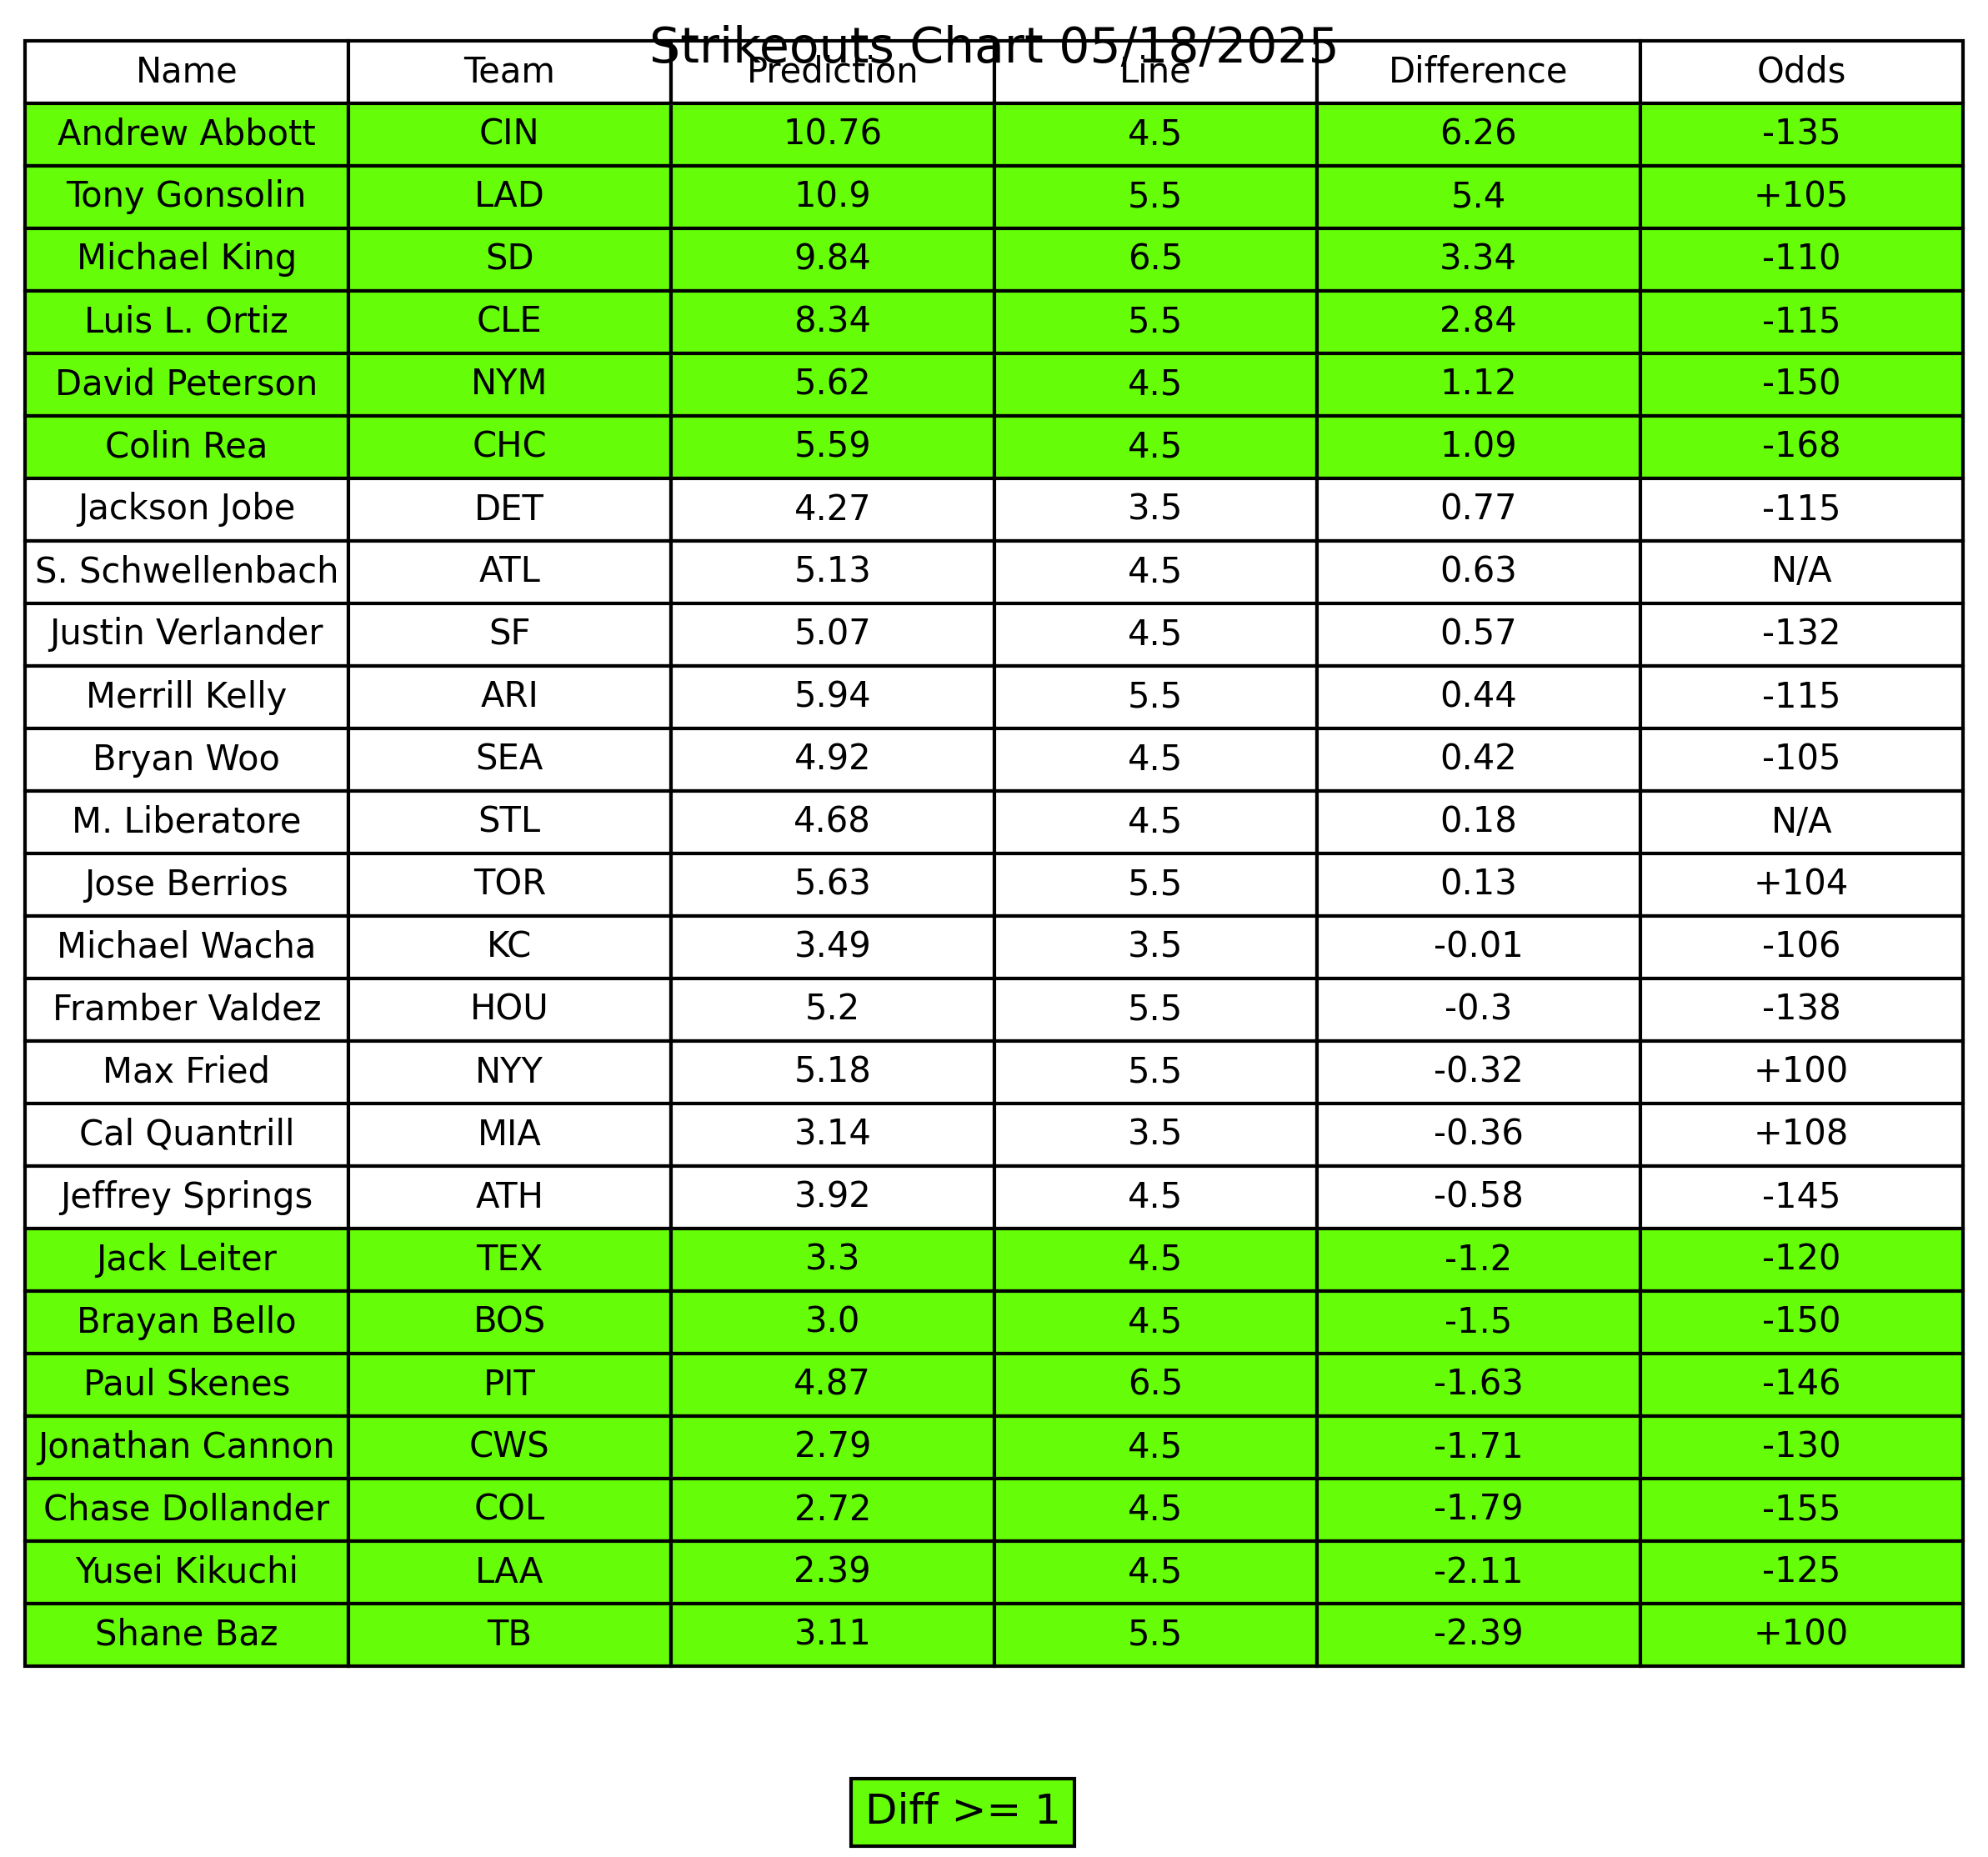 Strikeouts Chart 05/18/2025
Name Team Prediction Line Difference Odds
Andrew Abbott CIN 10.76 4.5 6.26 -135
Tony Gonsolin LAD 10.9 5.5 5.4 +105
Michael King SD 9.84 6.5 3.34 -110
Luis L. Ortiz CLE 8.34 5.5 2.84 -115
David Peterson NYM 5.62 4.5 1.12 -150
Colin Rea CHC 5.59 4.5 1.09 -168
Jackson Jobe DET 4.27 3.5 0.77 -115
S. Schwellenbach ATL 5.13 4.5 0.63 N/A
Justin Verlander SF 5.07 4.5 0.57 -132
Merrill Kelly ARI 5.94 5.5 0.44 -115
Bryan Woo SEA 4.92 4.5 0.42 -105
M. Liberatore STL 4.68 4.5 0.18 N/A
Jose Berrios TOR 5.63 5.5 0.13 +104
Michael Wacha KC 3.49 3.5 -0.01 -106
Framber Valdez HOU 5.2 5.5 -0.3 -138
Max Fried NYY 5.18 5.5 -0.32 +100
Cal Quantrill MIA 3.14 3.5 -0.36 +108
Jeffrey Springs ATH 3.92 4.5 -0.58 -145
Jack Leiter TEX 3.3 4.5 -1.2 -120
Brayan Bello BOS 3.0 4.5 -1.5 -150
Paul Skenes PIT 4.87 6.5 -1.63 -146
Jonathan Cannon CWS 2.79 4.5 -1.71 -130
Chase Dollander COL 2.72 4.5 -1.79 -155
Yusei Kikuchi LAA 2.39 4.5 -2.11 -125
Shane Baz TB 3.11 5.5 -2.39 +100
Diff >= 1